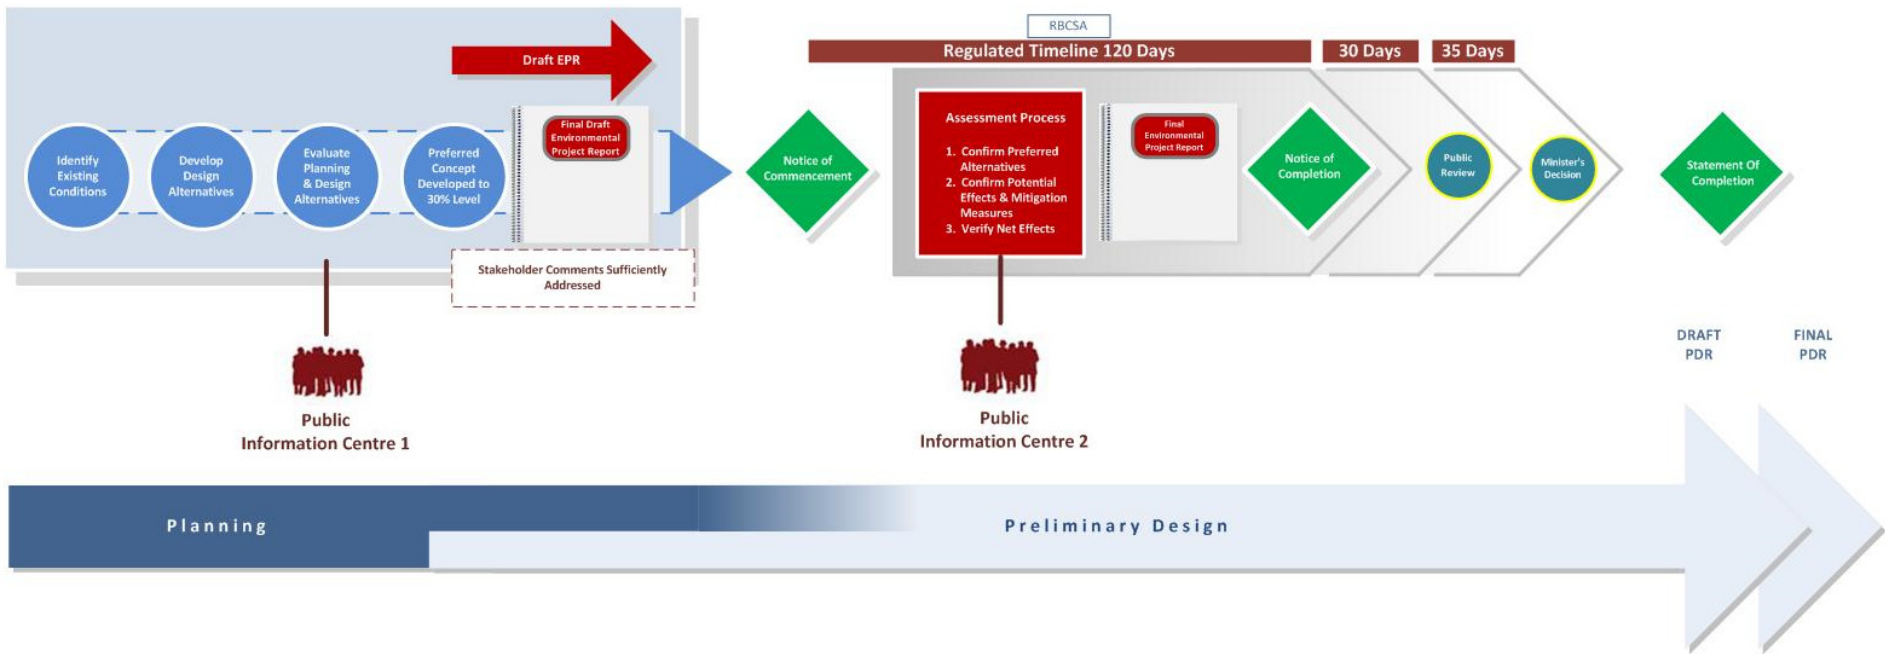 RBCSA
Regulated Timeline 120 Days
30 Days
35 Days
Draft EPR
Identify
Existing
Conditions
Develop
Design
Alternatives
Evaluate
Planning
& Design
Alternatives
Preferred
Concept
Developed to
30% Level
Final Draft
Environmental
Project Report
Stakeholder Comments Sufficiently
Addressed
Notice of
Commencement
Assessment Process
1. Confirm Preferred
Alternatives
2. Confirm Potential
Effects & Mitigation
Measures
3. Verify Net Effects
Final
Environmental
Project Report
Notice of
Completion
Public
Review
Minister's
Decision
Statement Of
Completion
Public
Information Centre 1
Public
Information Centre 2
DRAFT
PDR
FINAL
PDR
Planning
Preliminary Design